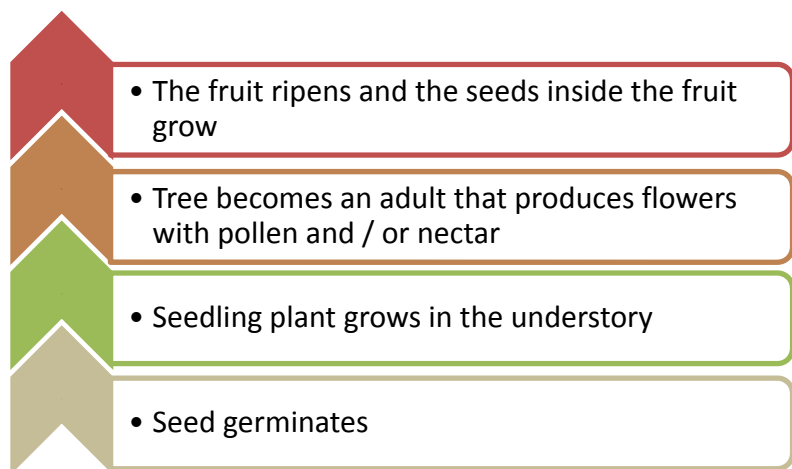 • The fruit ripens and the seeds inside the fruit
grow
• Tree becomes an adult that produces flowers
with pollen and / or nectar
• Seedling plant grows in the understory
• Seed germinates